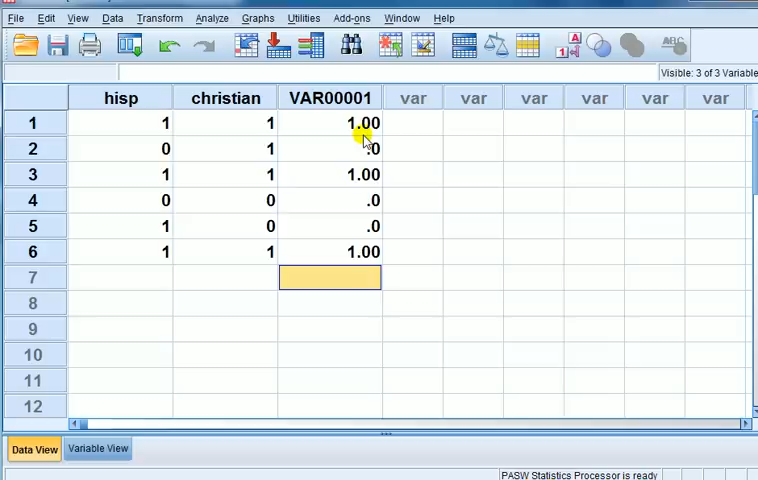 File Edit View Data Transform Analyze Graphs Utilities Add-ons Window Help
Visible: 3 of 3 Variable
hisp christian VAR00001 var var var var var var
1 1 1 1.00
2 0 1 .0
3 1 1 1.00
4 0 0 .0
5 1 0 .0
6 1 1 1.00
7
8
9
10
11
12
Data View Variable View
PASW Statistics Processor is ready